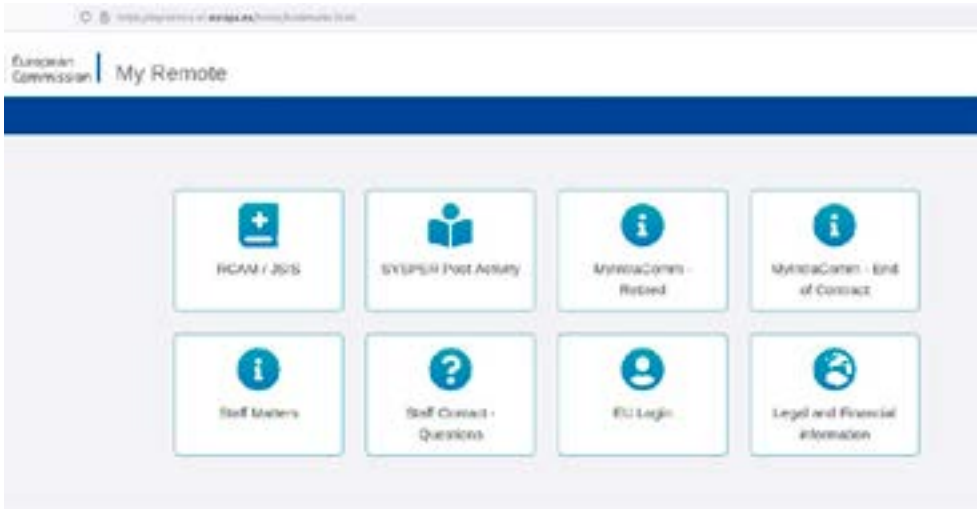 European
Commission
My Remote
RCAM / JSIS
SYSPER Post Activity
MyIntraComm -
Retired
MyIntraComm - End
of Contract
Staff Matters
Staff Contact -
Questions
EU Login
Legal and Financial
information